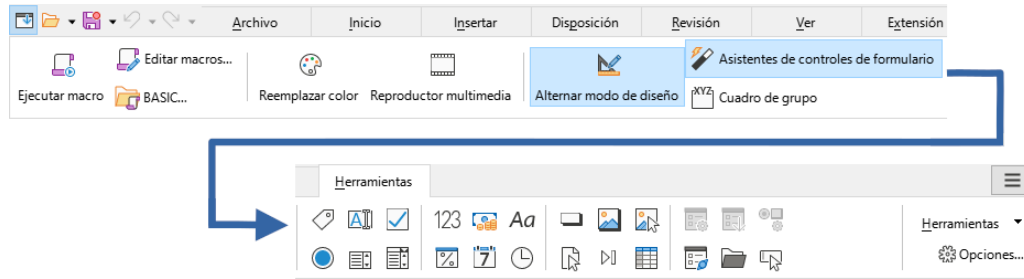 Archivo Inicio Insertar Disposición Revisión Ver Extensión
Editar macros... Asistentes de controles de formulario
Ejecutar macro BASIC... Reemplazar color Reproductor multimedia Alternar modo de diseño XYZ Cuadro de grupo
Herramientas
A 123 Aa Herramientas
% 7 Opciones...